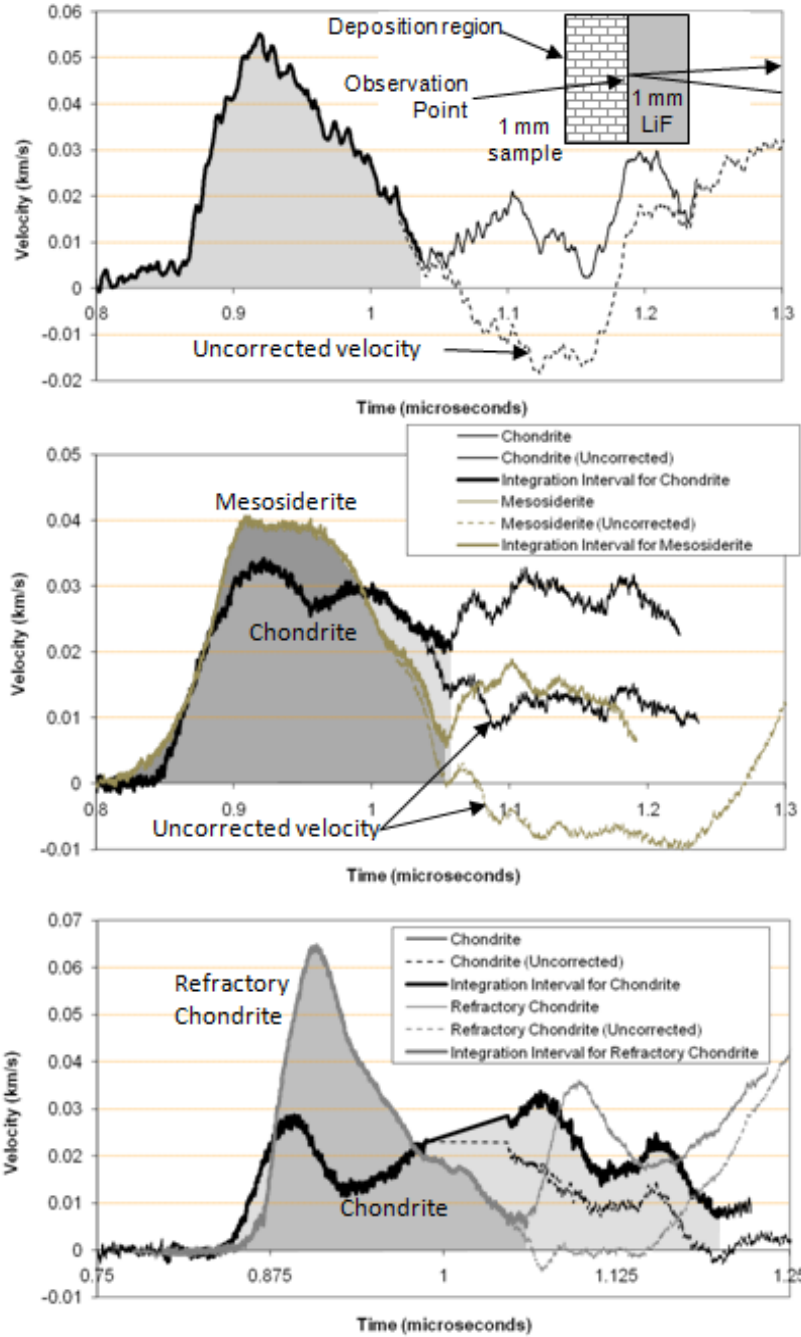 0.06
0.05
0.04
0.03
0.02
0.01
0
-0.01
-0.02
Velocity (km/s)
Deposition region
Observation
Point
1 mm
sample
1 mm
LiF
0.8
0.9
1
1.1
1.2
1.3
Uncorrected velocity
Time (microseconds)
0.05
0.04
0.03
0.02
0.01
0
-0.01
Velocity (km/s)
Chondrite
Chondrite (Uncorrected)
Integration Interval for Chondrite
Mesosiderite
Mesosiderite (Uncorrected)
Integration Interval for Mesosiderite
Mesosiderite
Chondrite
0.8
0.9
1
1.1
1.2
1.3
Uncorrected velocity
Time (microseconds)
0.07
0.06
0.05
0.04
0.03
0.02
0.01
0
-0.01
Velocity (km/s)
Chondrite
Chondrite (Uncorrected)
Integration Interval for Chondrite
Refractory Chondrite
Refractory Chondrite (Uncorrected)
Integration Interval for Refractory Chondrite
Refractory
Chondrite
Chondrite
0.75
0.875
1
1.125
1.25
Time (microseconds)